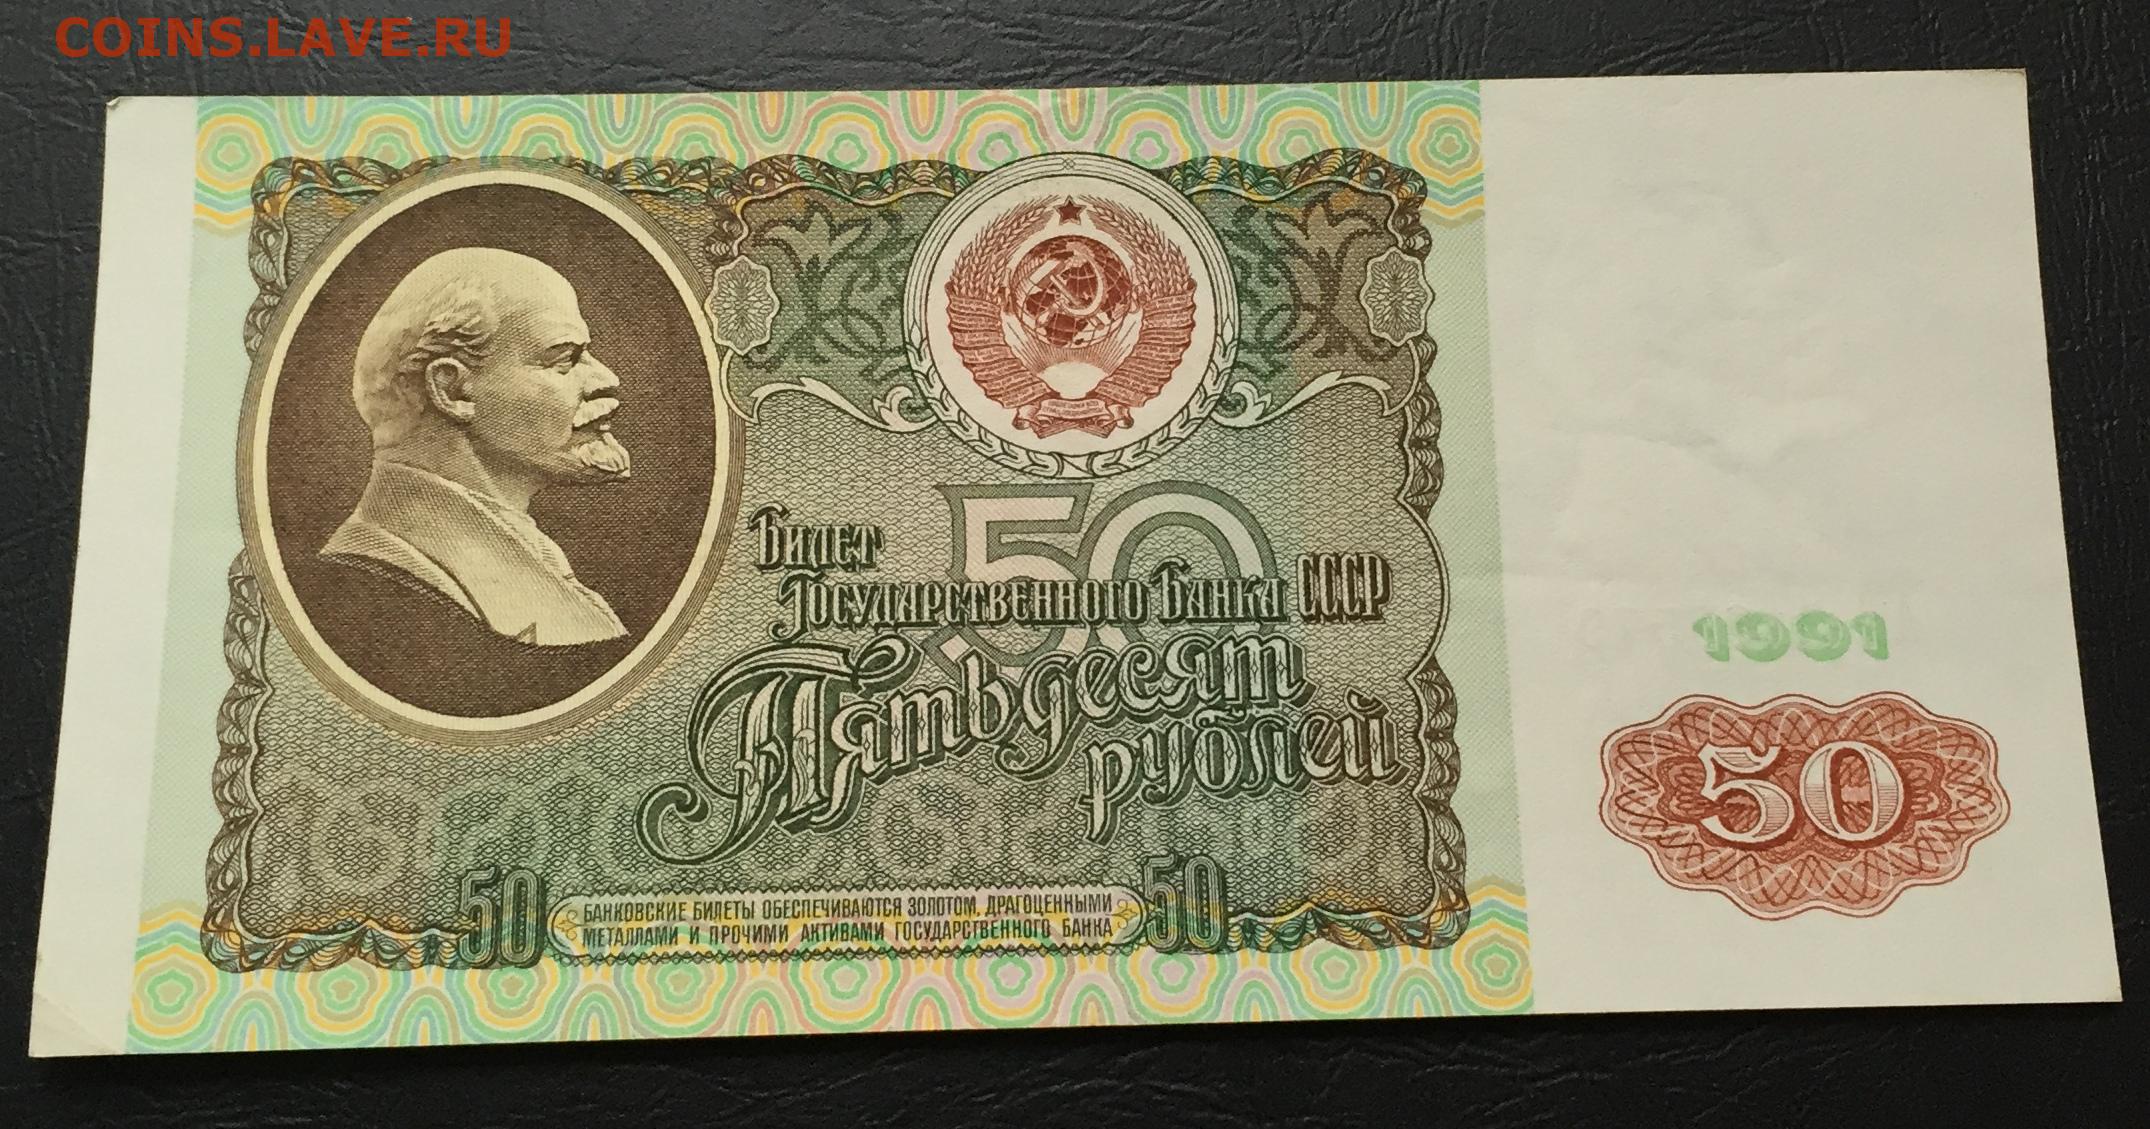 COINS.LAVE.RU
Билет
Государственного Банка СССР
50
Пятьдесят
рублей
1991
50
50
БАНКОВСКИЕ БИЛЕТЫ ОБЕСПЕЧИВАЮТСЯ ЗОЛОТОМ, ДРАГОЦЕННЫМИ
МЕТАЛЛАМИ И ПРОЧИМИ АКТИВАМИ ГОСУДАРСТВЕННОГО БАНКА
50